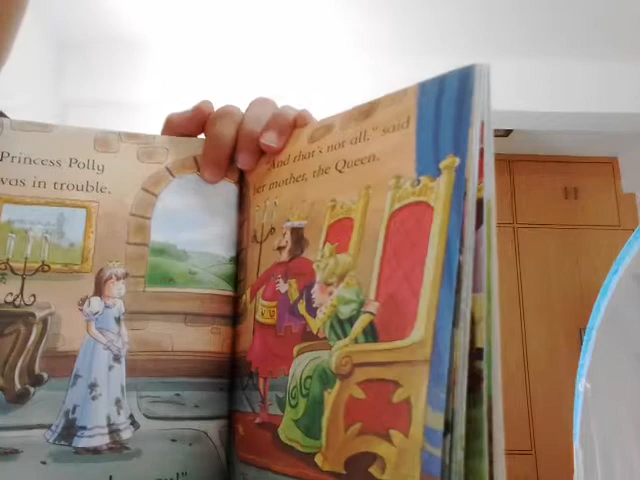 Princess Polly
was in trouble.
"And that's not all," said
her mother, the Queen.